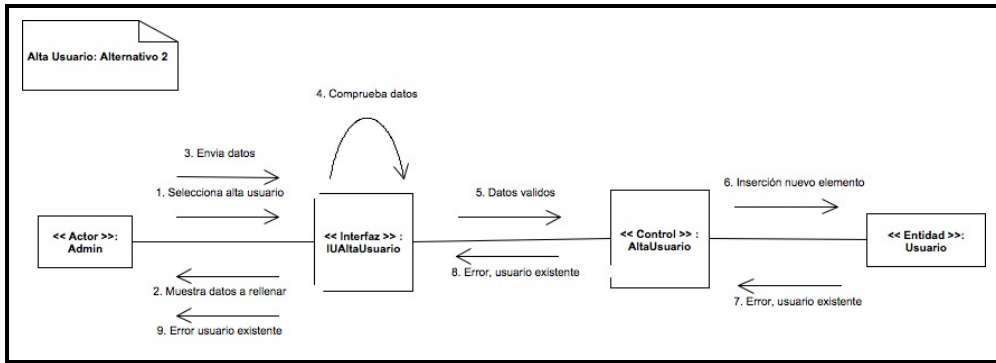 Alta Usuario: Alternativo 2
4. Comprueba datos
3. Envia datos
1. Selecciona alta usuario
5. Datos validos
6. Inserción nuevo elemento
<< Actor >>:
Admin
<< Interfaz >> :
IUAltaUsuario
<< Control >> :
AltaUsuario
<< Entidad >>:
Usuario
2. Muestra datos a rellenar
8. Error, usuario existente
7. Error, usuario existente
9. Error usuario existente